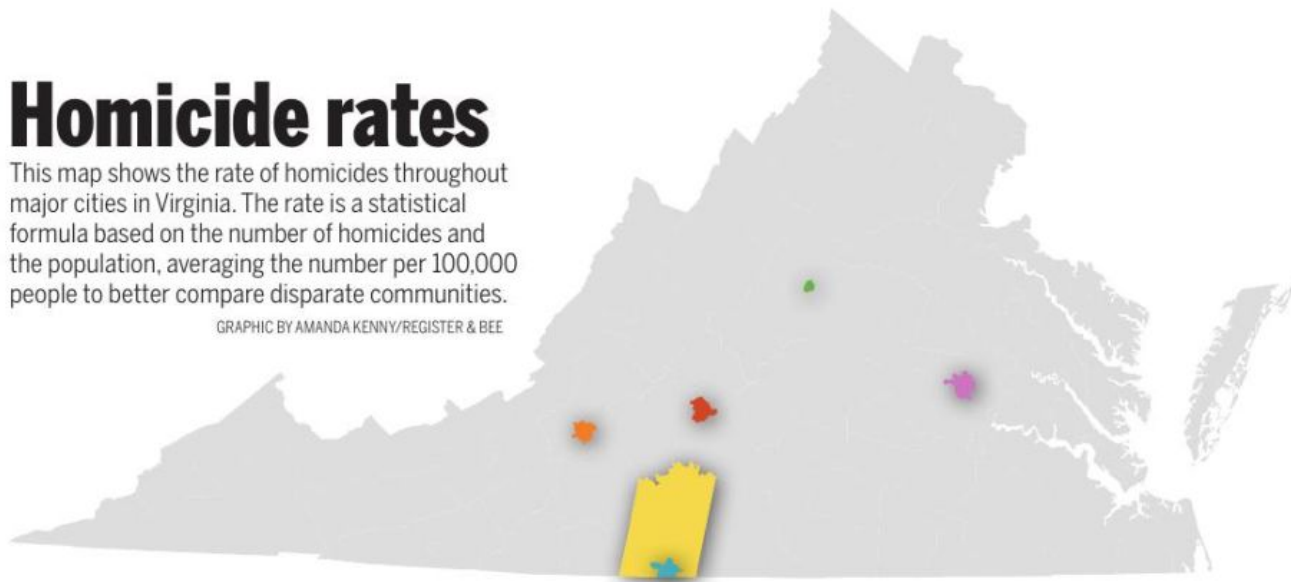 Homicide rates
This map shows the rate of homicides throughout
major cities in Virginia. The rate is a statistical
formula based on the number of homicides and
the population, averaging the number per 100,000
people to better compare disparate communities.
GRAPHIC BY AMANDA KENNY/REGISTER & BEE